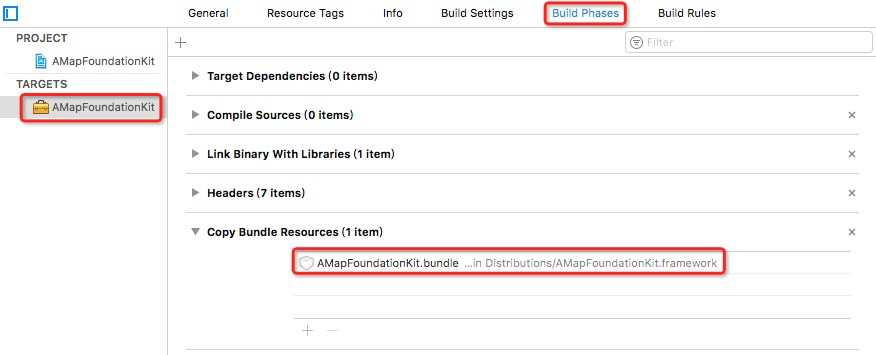 General Resource Tags Info Build Settings Build Phases Build Rules
PROJECT
AMapFoundationKit
TARGETS
AMapFoundationKit
Filter
Target Dependencies (0 items)
Compile Sources (0 items)
Link Binary With Libraries (1 item)
Headers (7 items)
Copy Bundle Resources (1 item)
AMapFoundationKit.bundle ...in Distributions/AMapFoundationKit.framework